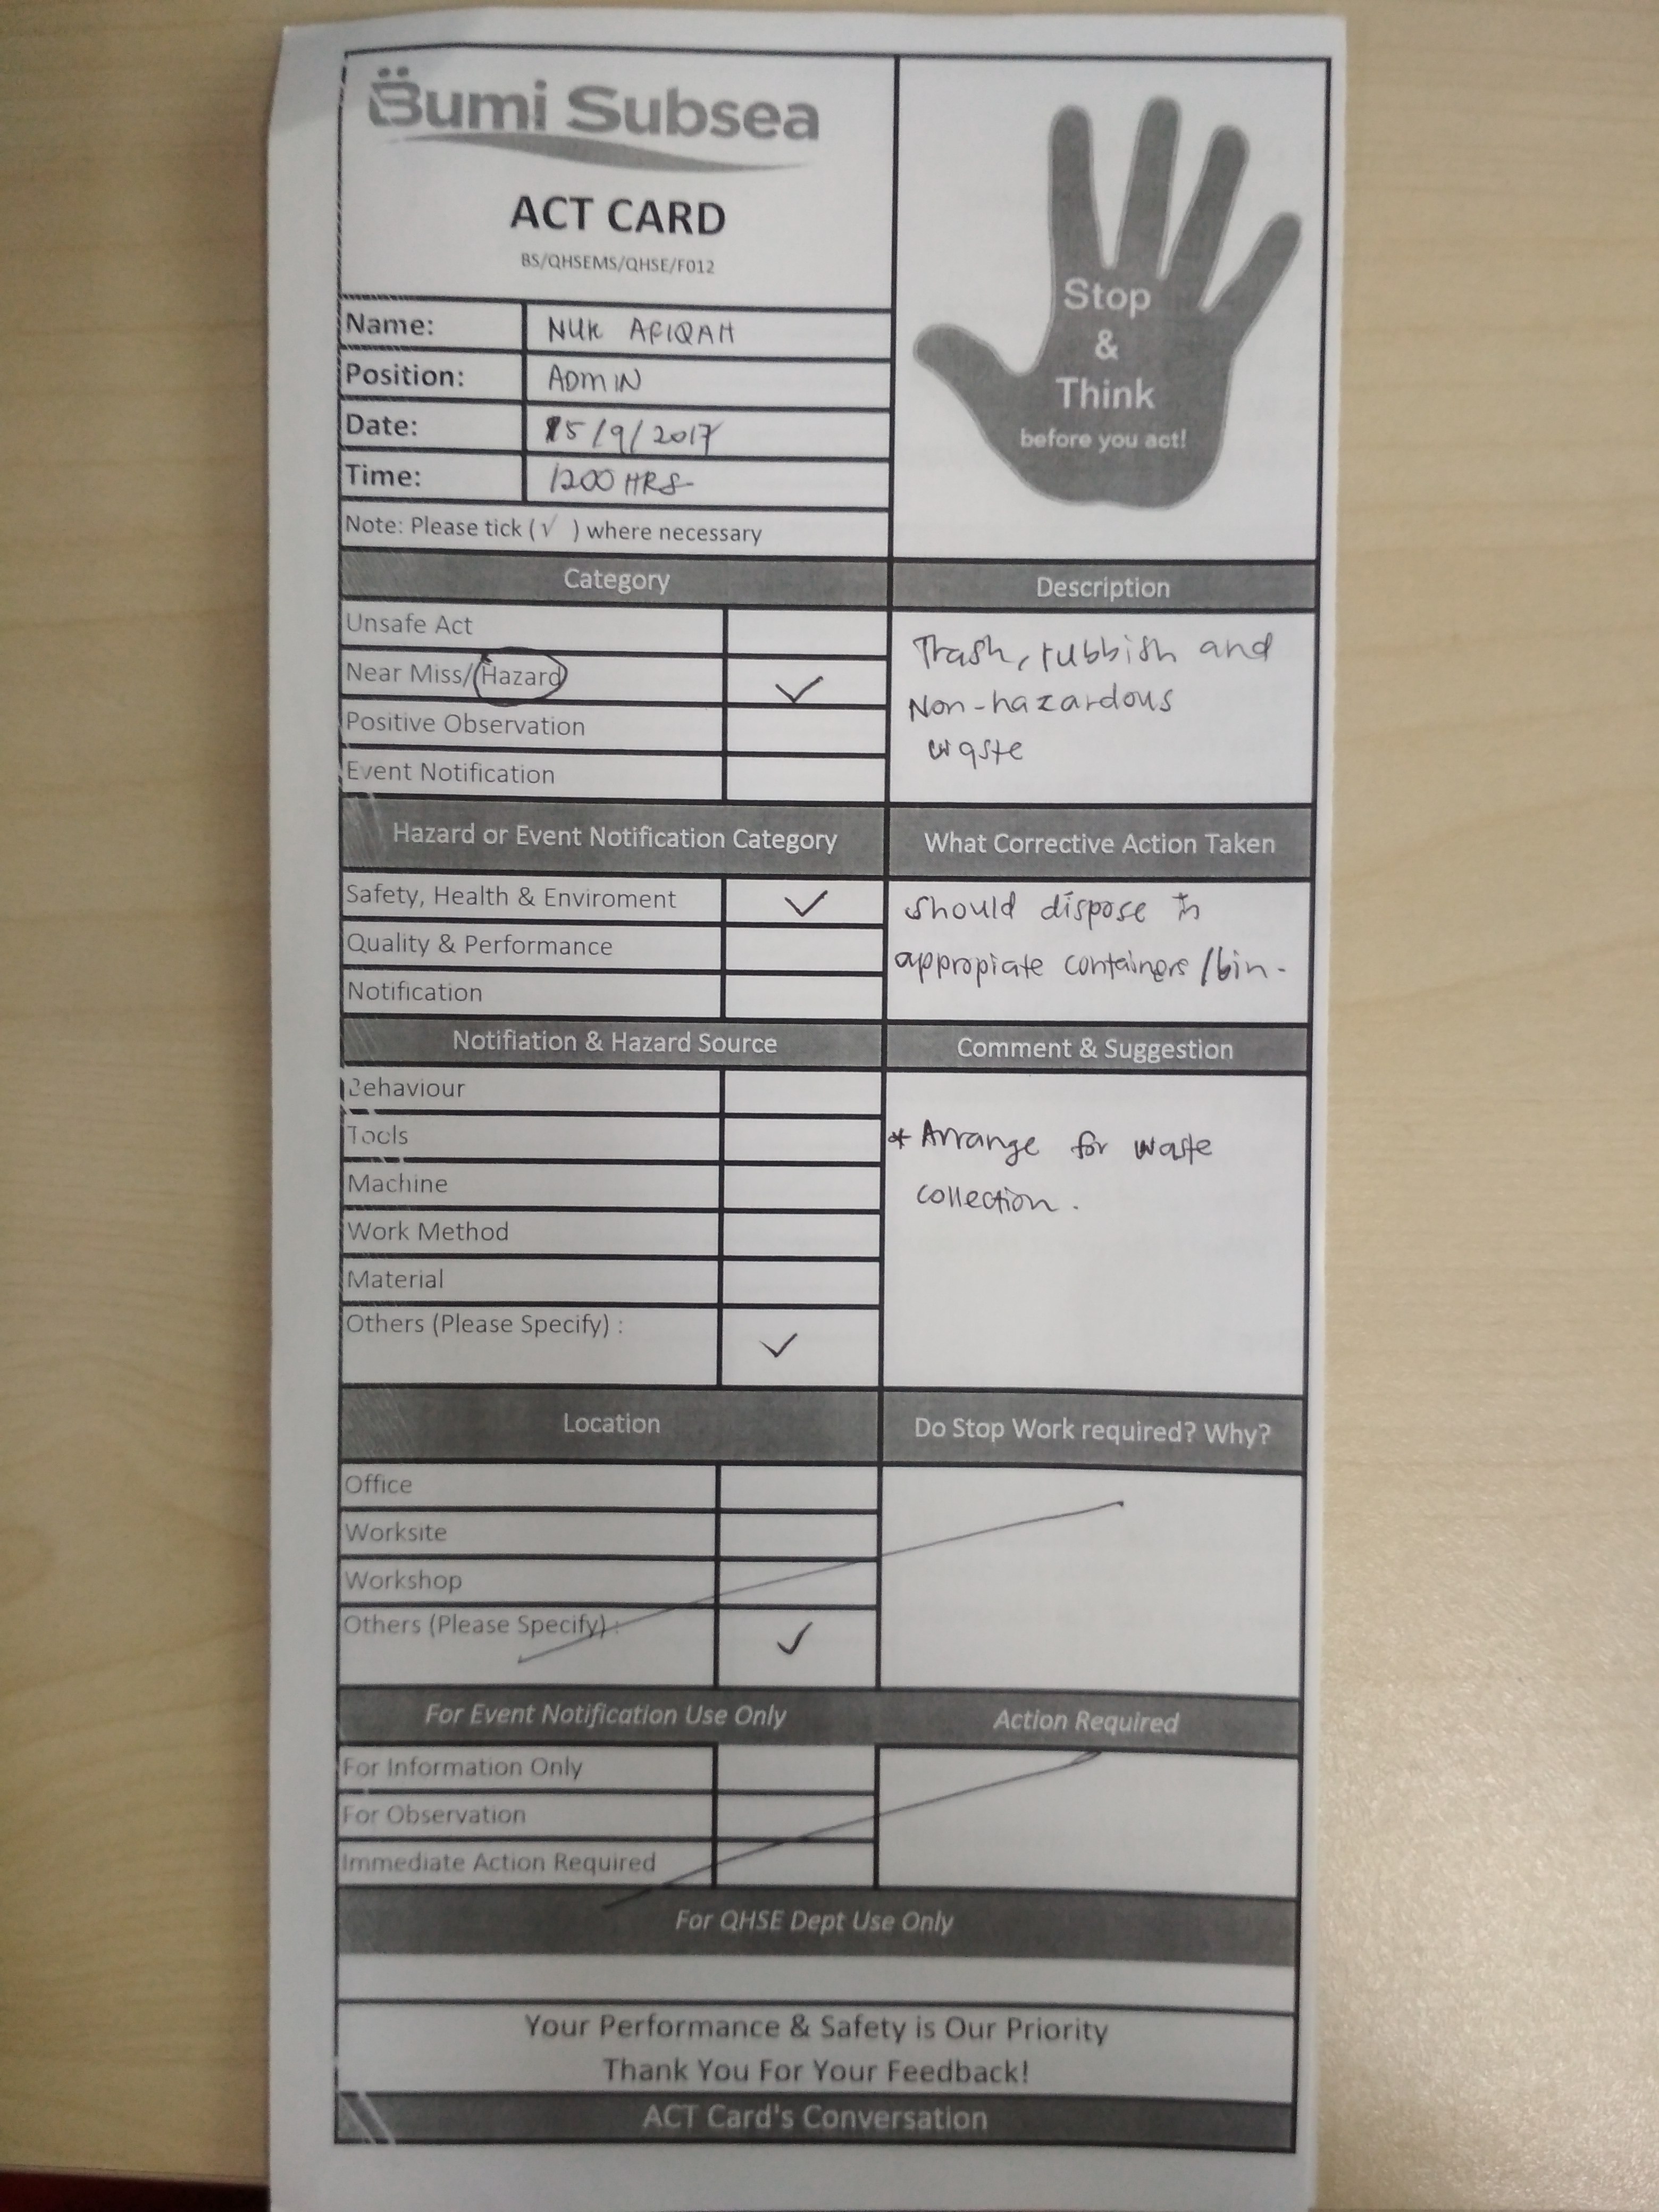 Bumi Subsea
ACT CARD
BS/QHSEMS/QHSE/F012
Stop
&
Think
before you act!
Name: NUR AFIQAH
Position: ADMIN
Date: 15/9/2017
Time: 1200 HRS
Note: Please tick (√ ) where necessary
Category
Description
Unsafe Act
Near Miss/Hazard ✓
Positive Observation
Event Notification
Trash, rubbish and
Non-hazardous
waste
Hazard or Event Notification Category
What Corrective Action Taken
Safety, Health & Enviroment ✓
Quality & Performance
Notification
should dispose in
appropiate containers/bin.
Notifiation & Hazard Source
Comment & Suggestion
Behaviour
Tools
Machine
Work Method
Material
Others (Please Specify) : ✓
* Arrange for waste
collection.
Location
Do Stop Work required? Why?
Office
Worksite
Workshop
Others (Please Specify) : ✓
For Event Notification Use Only
Action Required
For Information Only
For Observation
Immediate Action Required
For QHSE Dept Use Only
Your Performance & Safety is Our Priority
Thank You For Your Feedback!
ACT Card's Conversation